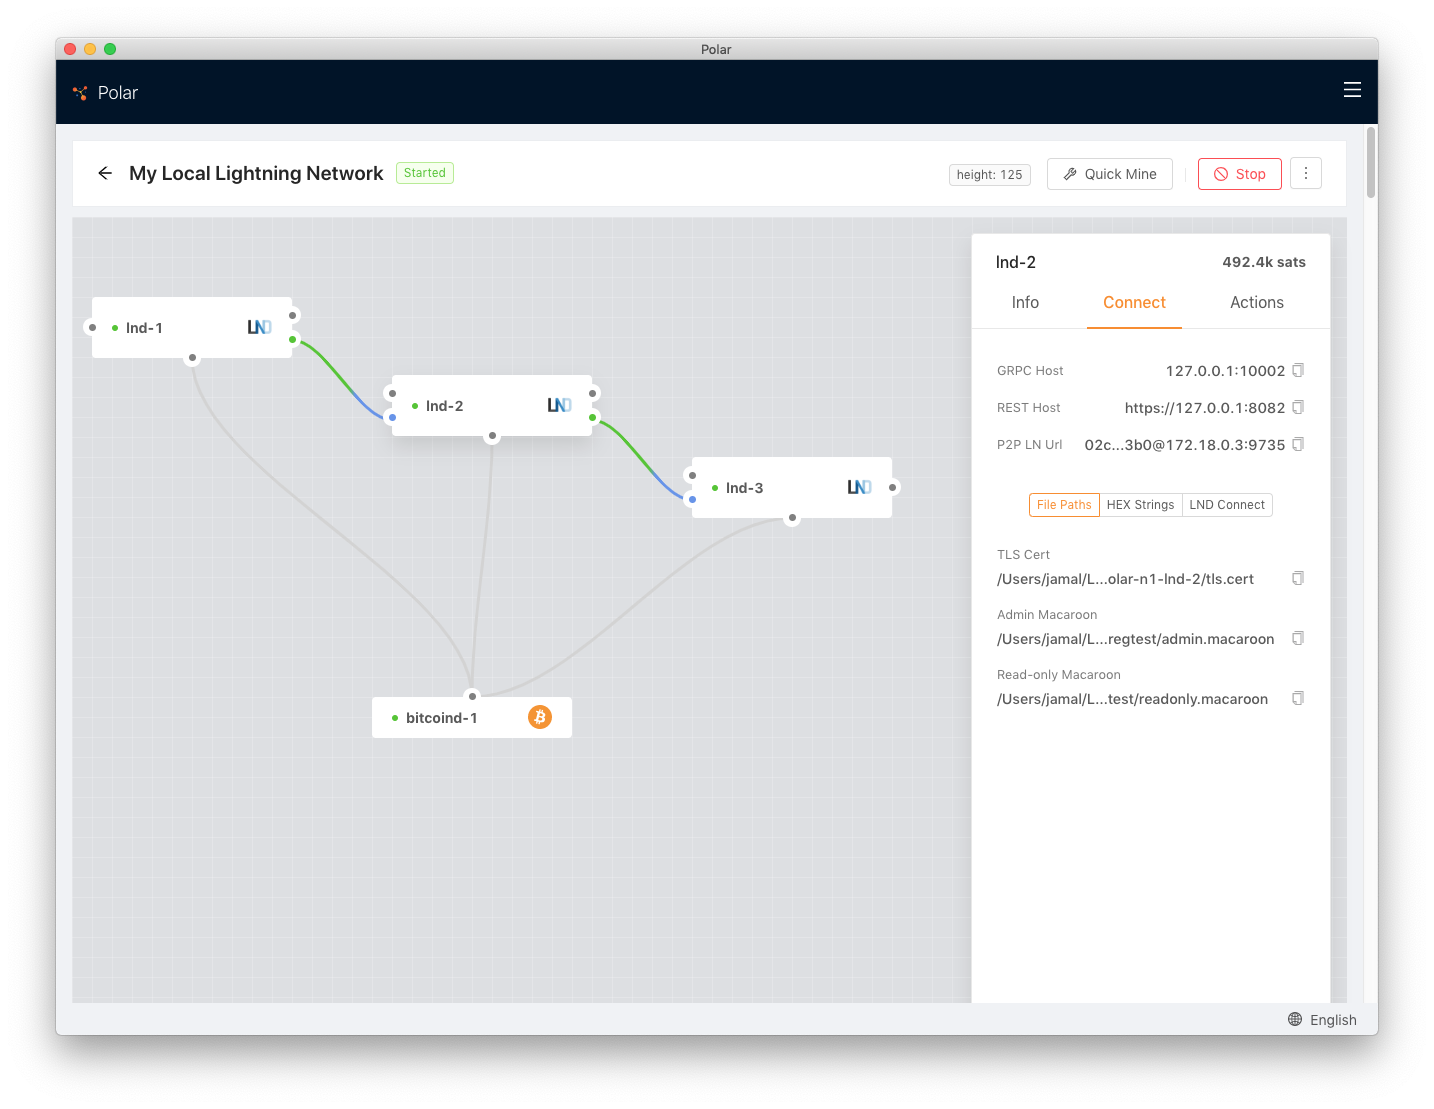 Polar
Polar
My Local Lightning Network
Started
height: 125
Quick Mine
Stop
lnd-1
LND
lnd-2
LND
lnd-3
LND
bitcoind-1
lnd-2
492.4k sats
Info
Connect
Actions
GRPC Host
127.0.0.1:10002
REST Host
https://127.0.0.1:8082
P2P LN Url
02c...3b0@172.18.0.3:9735
File Paths
HEX Strings
LND Connect
TLS Cert
/Users/jamal/L...olar-n1-lnd-2/tls.cert
Admin Macaroon
/Users/jamal/L...regtest/admin.macaroon
Read-only Macaroon
/Users/jamal/L...test/readonly.macaroon
English